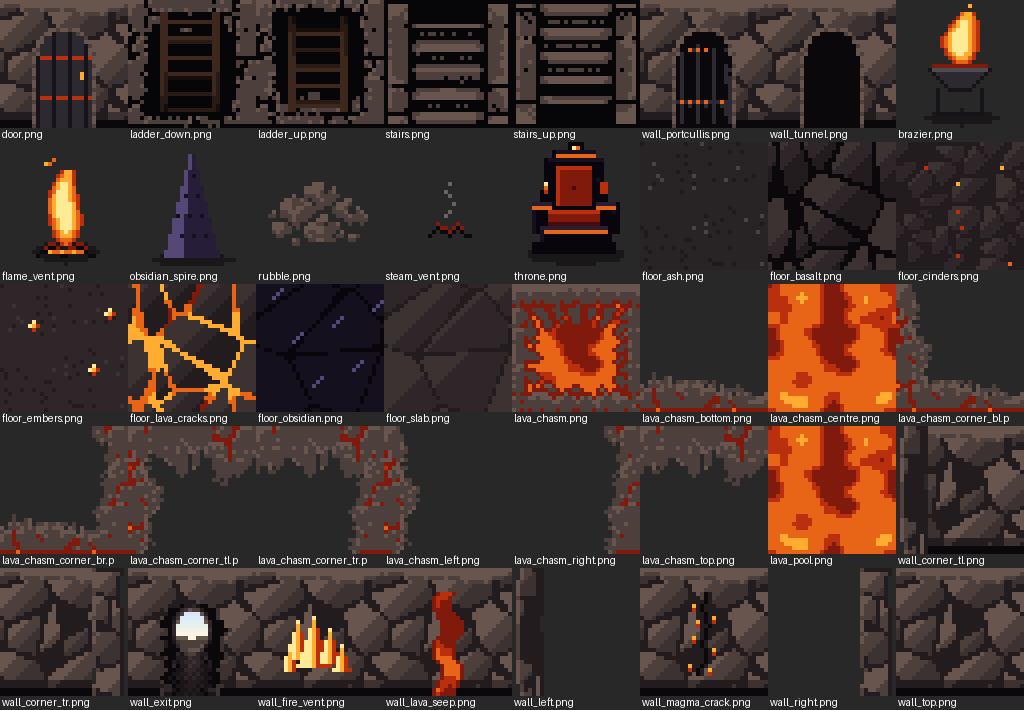 door.png ladder_down.png ladder_up.png stairs.png stairs_up.png wall_portcullis.png wall_tunnel.png brazier.png
flame_vent.png obsidian_spire.png rubble.png steam_vent.png throne.png floor_ash.png floor_basalt.png floor_cinders.png
floor_embers.png floor_lava_cracks.png floor_obsidian.png floor_slab.png lava_chasm.png lava_chasm_bottom.png lava_chasm_centre.png lava_chasm_corner_bl.p
lava_chasm_corner_br.p lava_chasm_corner_tl.p lava_chasm_corner_tr.p lava_chasm_left.png lava_chasm_right.png lava_chasm_top.png lava_pool.png wall_corner_tl.png
wall_corner_tr.png wall_exit.png wall_fire_vent.png wall_lava_seep.png wall_left.png wall_magma_crack.png wall_right.png wall_top.png